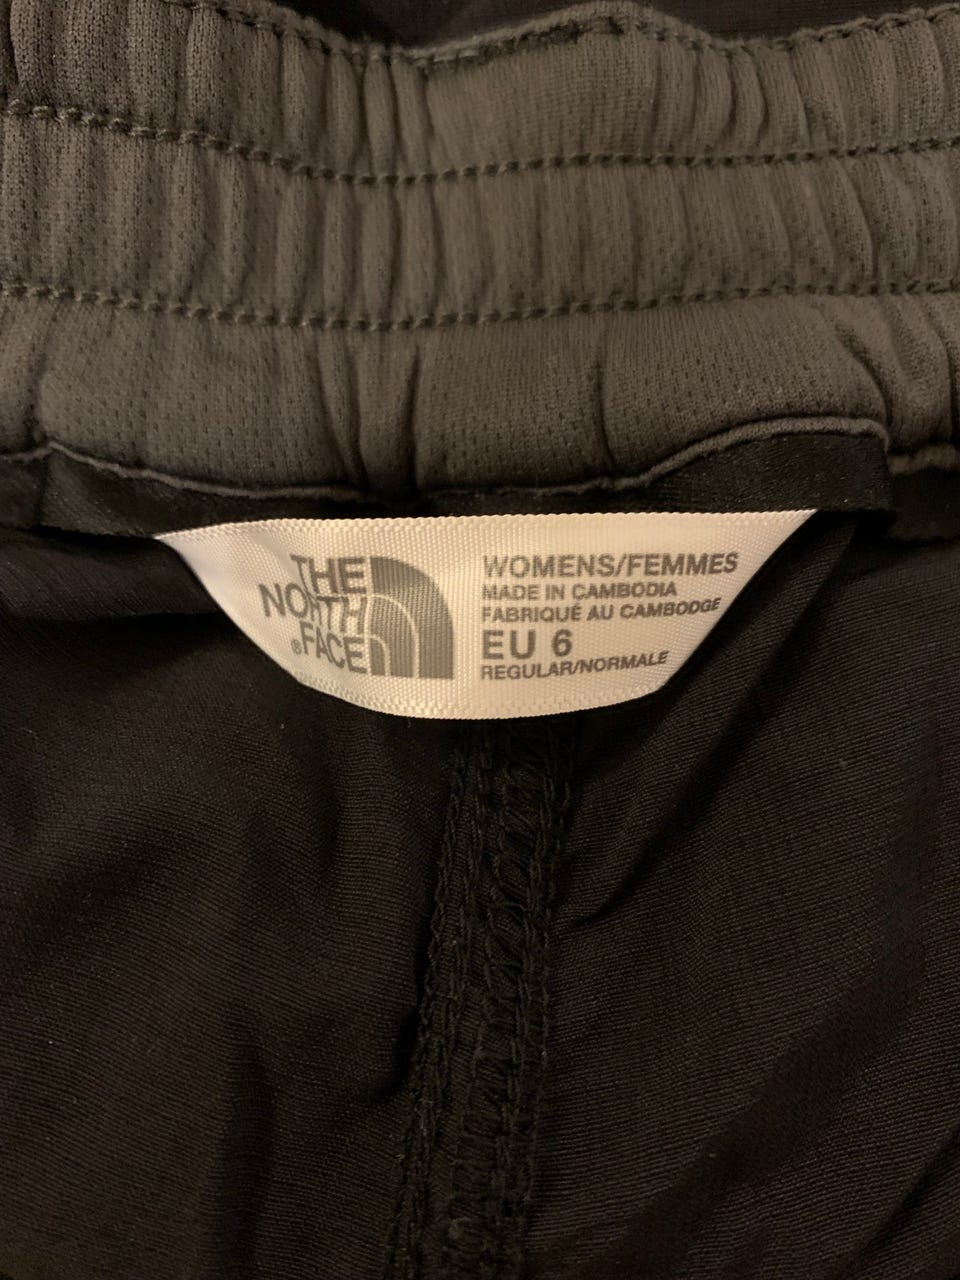 THE
NORTH
®FACE
WOMENS/FEMMES
MADE IN CAMBODIA
FABRIQUÉ AU CAMBODGE
EU 6
REGULAR/NORMALE